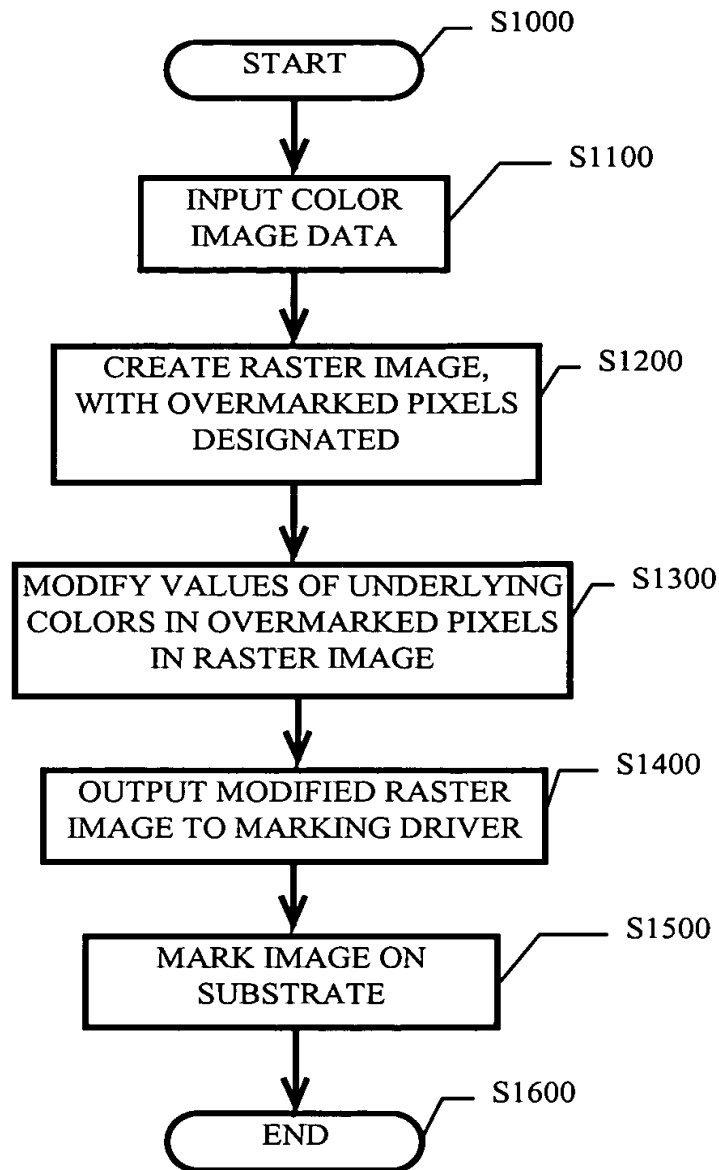 S1000
START
S1100
INPUT COLOR
IMAGE DATA
S1200
CREATE RASTER IMAGE,
WITH OVERMARKED PIXELS
DESIGNATED
S1300
MODIFY VALUES OF UNDERLYING
COLORS IN OVERMARKED PIXELS
IN RASTER IMAGE
S1400
OUTPUT MODIFIED RASTER
IMAGE TO MARKING DRIVER
S1500
MARK IMAGE ON
SUBSTRATE
S1600
END